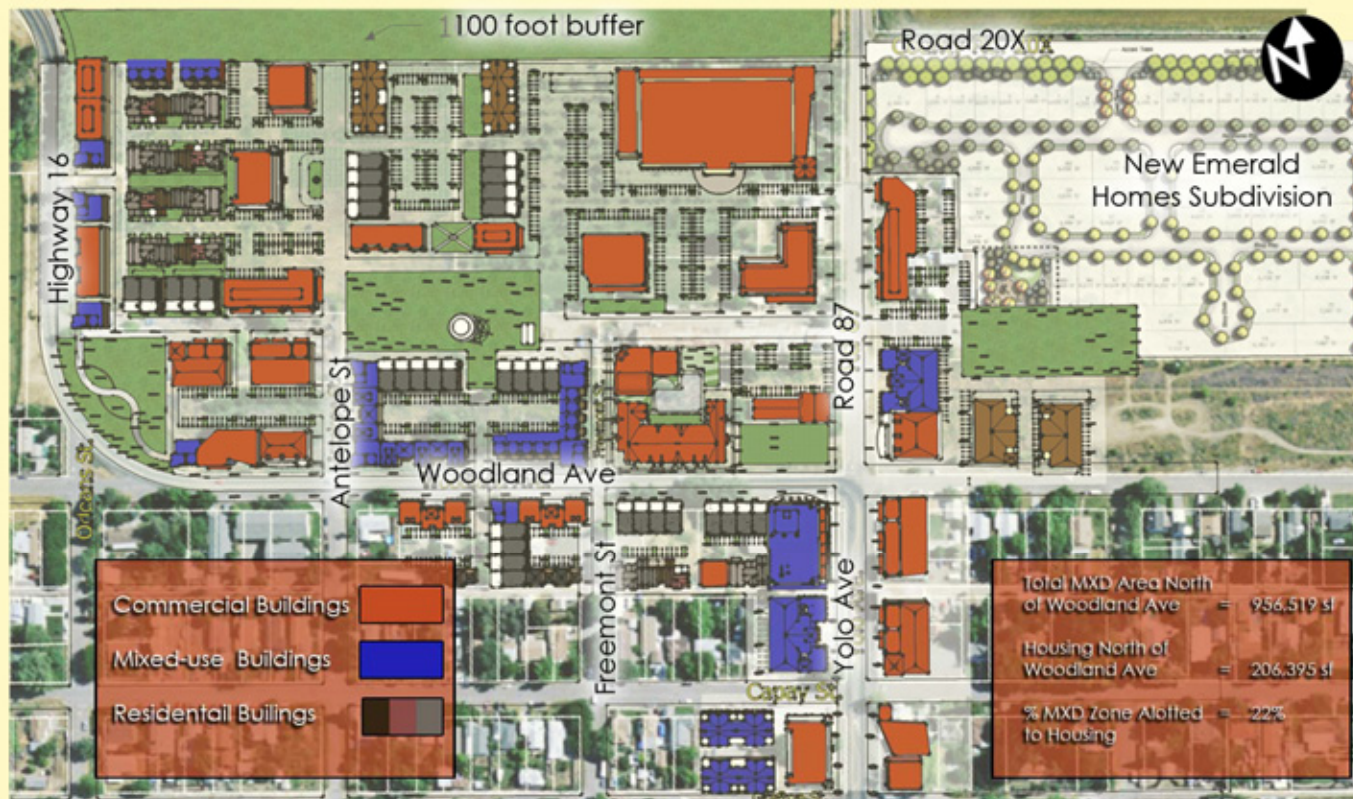 100 foot buffer
Road 20X
N
New Emerald
Homes Subdivision
Highway 16
Road 87
Antelope St
Woodland Ave
Freemont St
Yolo Ave
Capay St
Commercial Buildings
Mixed-use Buildings
Residentail Builings
Total MXD Area North
of Woodland Ave = 956,519 sf
Housing North of
Woodland Ave = 206,395 sf
% MXD Zone Alotted = 22%
to Housing